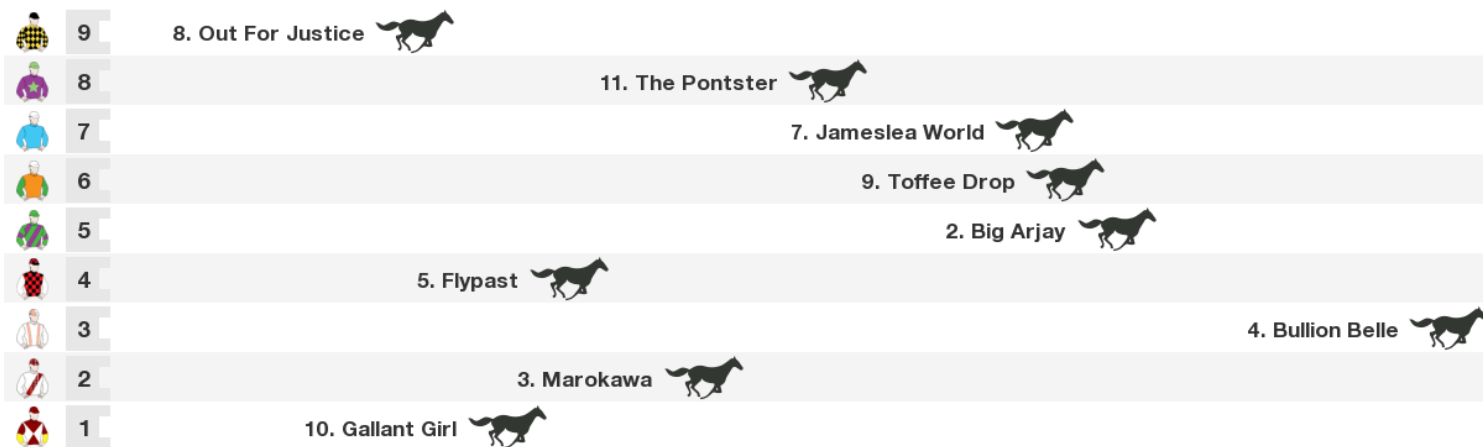 9 8. Out For Justice
8 11. The Pontster
7 7. Jameslea World
6 9. Toffee Drop
5 2. Big Arjay
4 5. Flypast
3 4. Bullion Belle
2 3. Marokawa
1 10. Gallant Girl